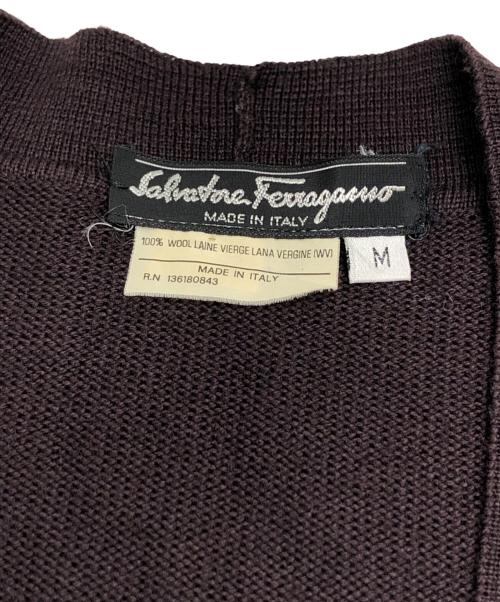 Salvatore Ferragamo
MADE IN ITALY
100% WOOL LAINE VIERGE LANA VERGINE (WV)
MADE IN ITALY
R.N 136180843
M